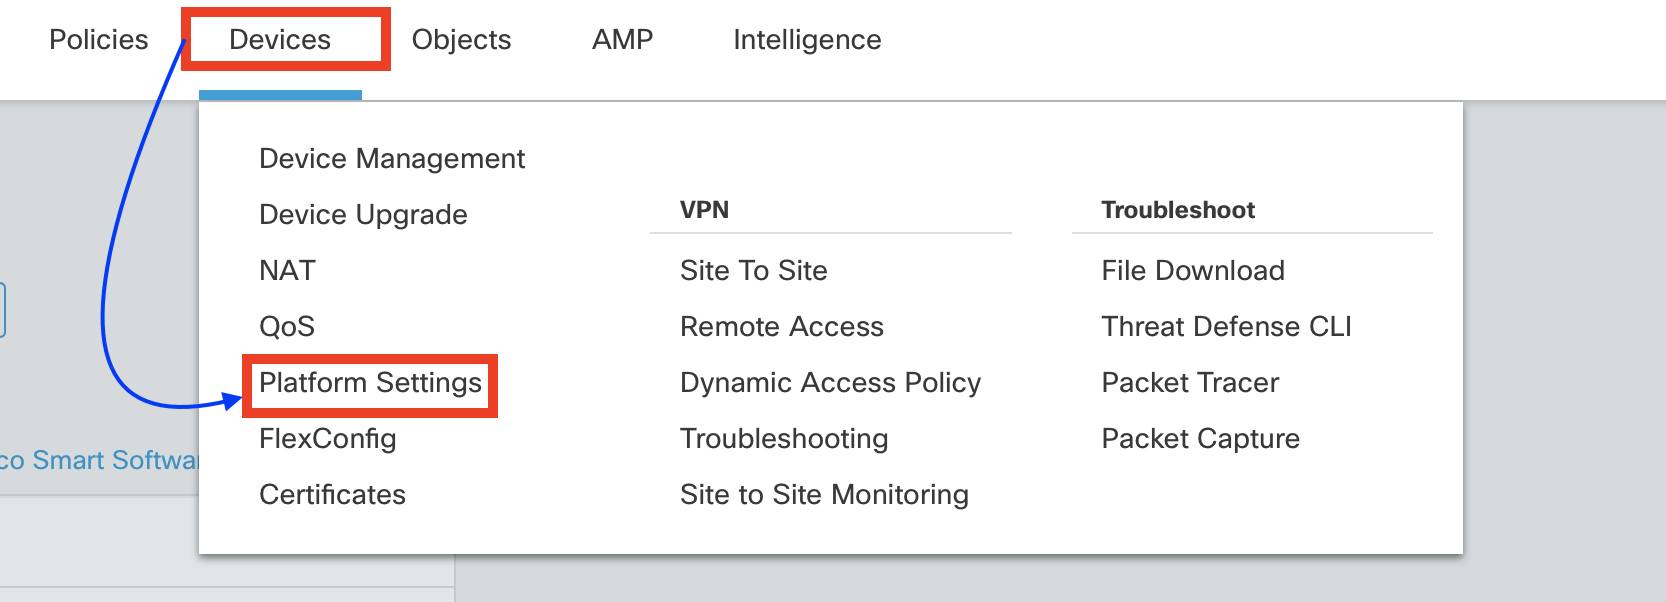 Policies Devices Objects AMP Intelligence
Device Management
Device Upgrade
NAT
QoS
Platform Settings
FlexConfig
Certificates
VPN
Site To Site
Remote Access
Dynamic Access Policy
Troubleshooting
Site to Site Monitoring
Troubleshoot
File Download
Threat Defense CLI
Packet Tracer
Packet Capture
co Smart Softwar